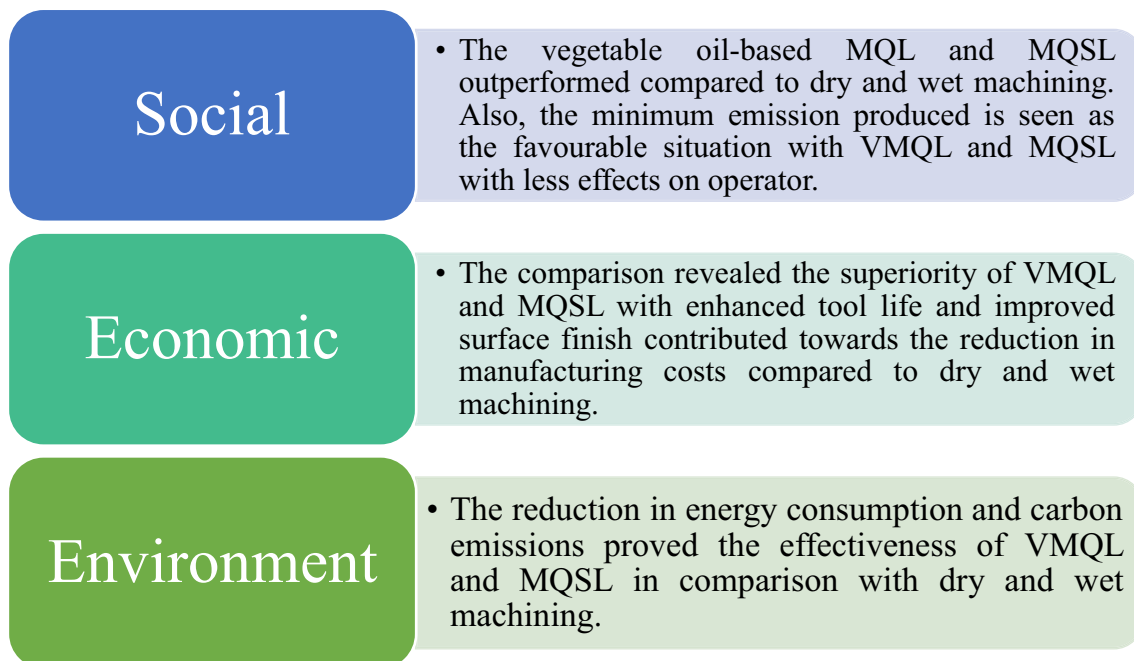 Social
• The vegetable oil-based MQL and MQSL
outperformed compared to dry and wet machining.
Also, the minimum emission produced is seen as
the favourable situation with VMQL and MQSL
with less effects on operator.
Economic
• The comparison revealed the superiority of VMQL
and MQSL with enhanced tool life and improved
surface finish contributed towards the reduction in
manufacturing costs compared to dry and wet
machining.
Environment
• The reduction in energy consumption and carbon
emissions proved the effectiveness of VMQL
and MQSL in comparison with dry and wet
machining.